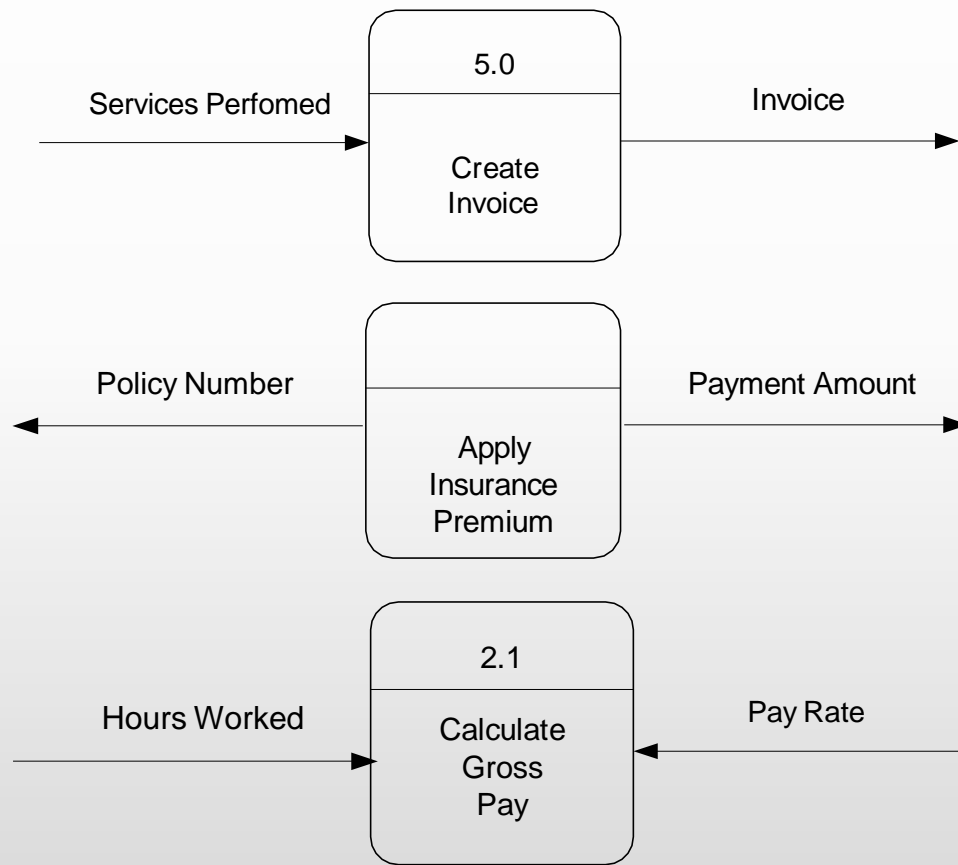 5.0
Services Perfomed
Invoice
Create
Invoice
Policy Number
Payment Amount
Apply
Insurance
Premium
2.1
Hours Worked
Pay Rate
Calculate
Gross
Pay